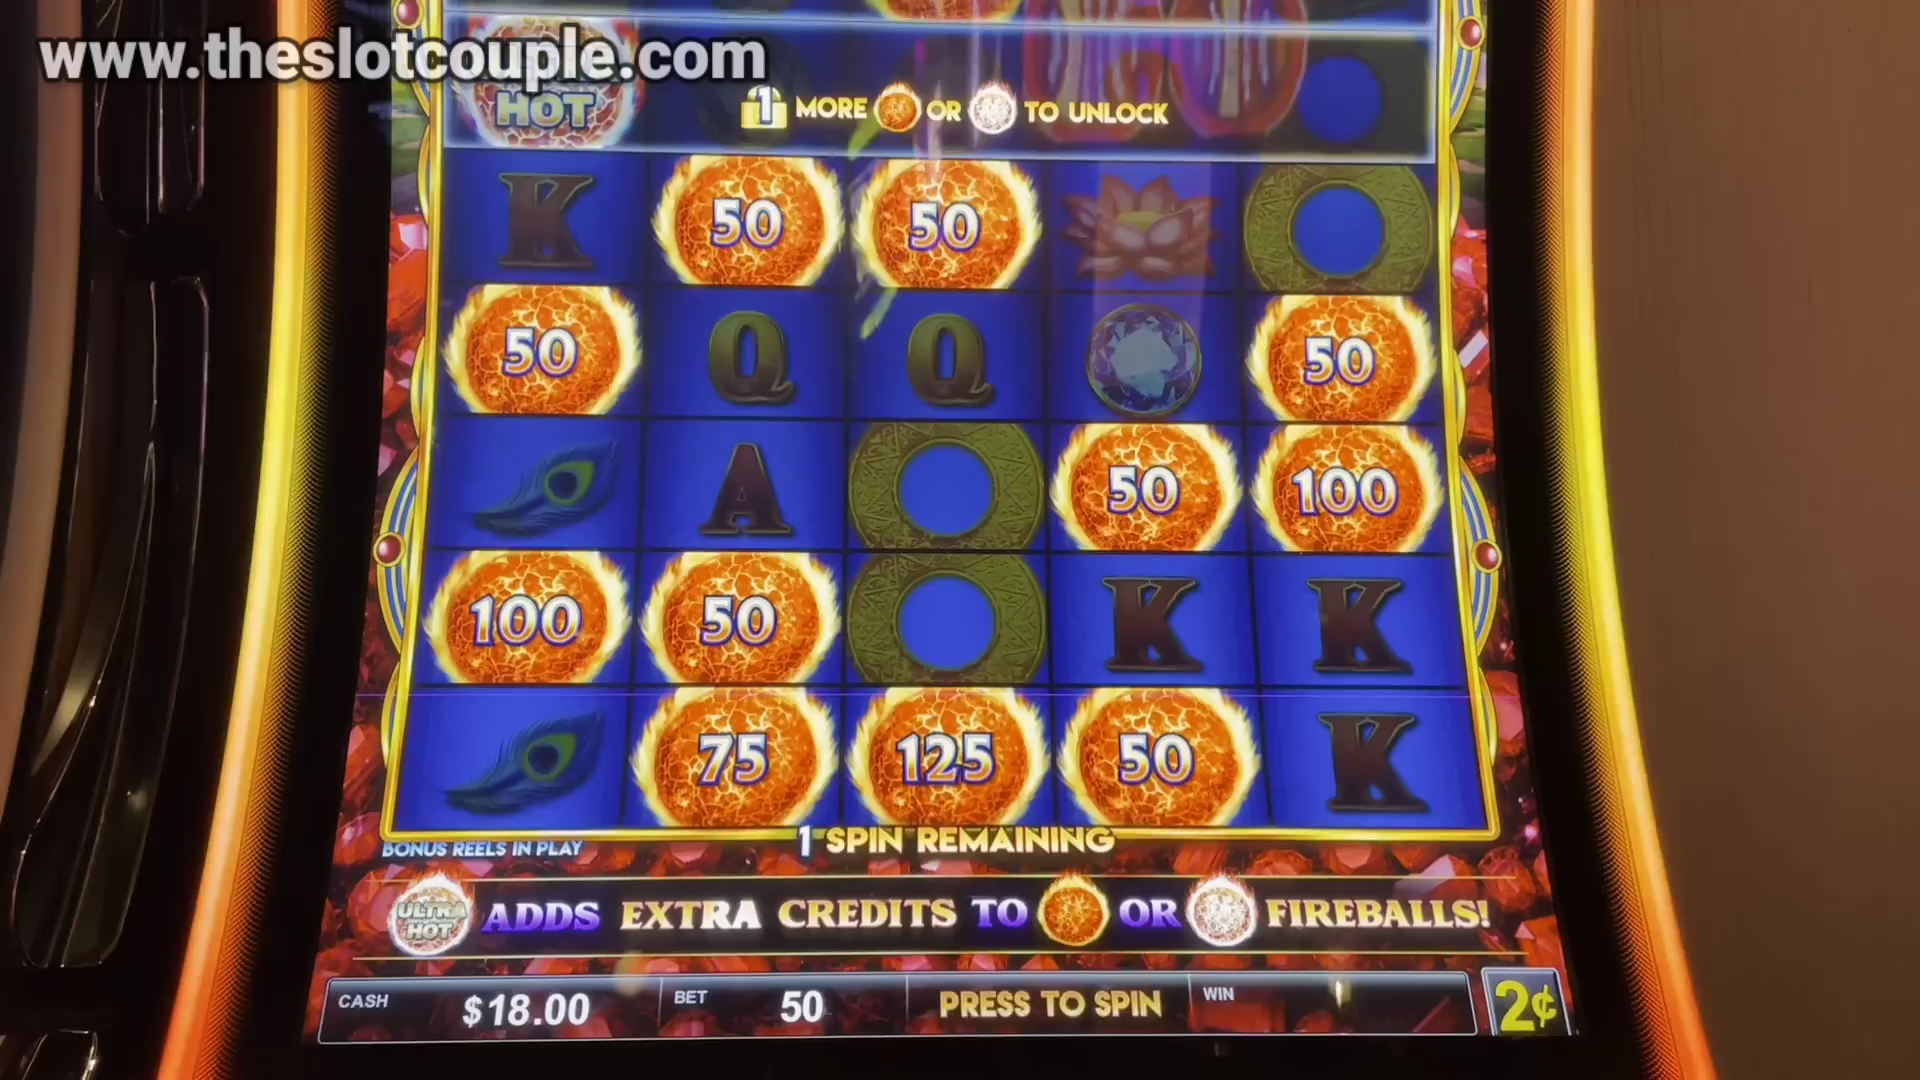 www.theslotcouple.com
HOT
1 MORE OR TO UNLOCK
K 50 50
50 Q Q 50
A 50 100
100 50 K K
75 125 50 K
1 SPIN REMAINING
BONUS REELS IN PLAY
ULTRA HOT ADDS EXTRA CREDITS TO OR FIREBALLS!
CASH $18.00 BET 50 PRESS TO SPIN WIN 2¢